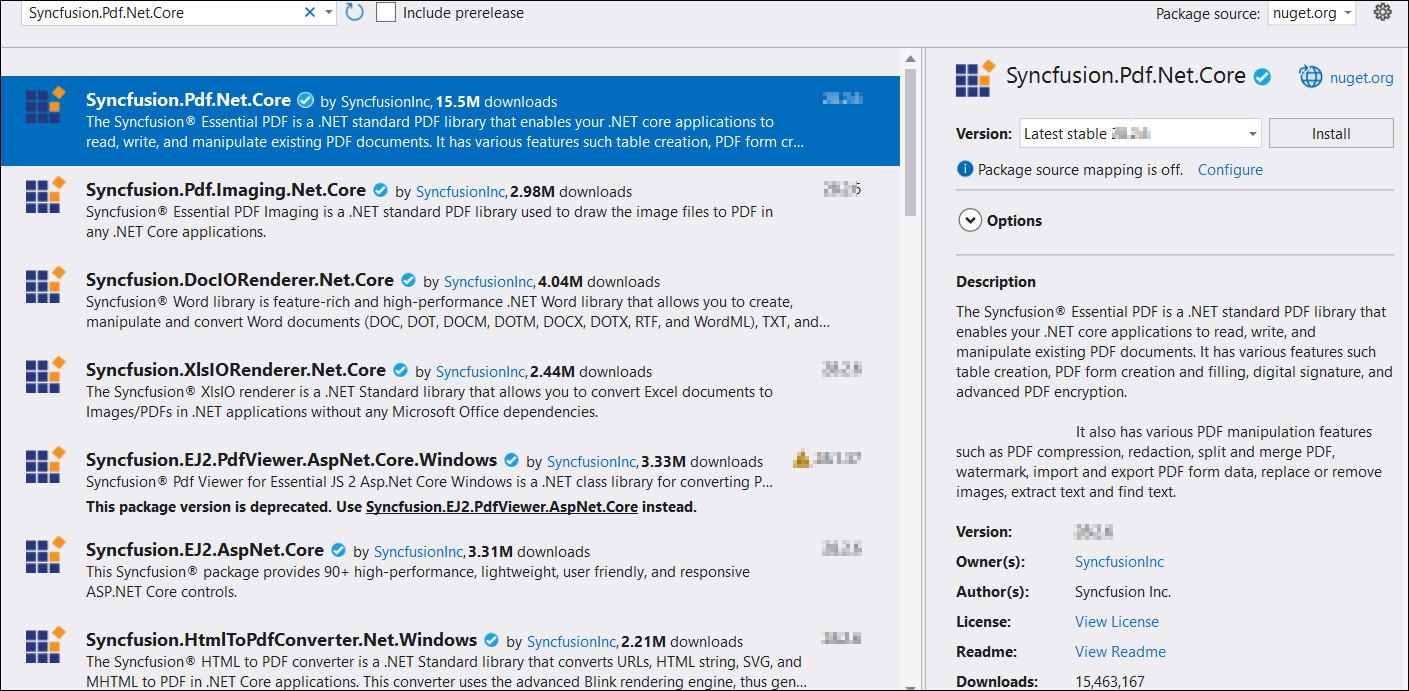 Syncfusion.Pdf.Net.Core
Include prerelease
Package source: nuget.org
Syncfusion.Pdf.Net.Core by SyncfusionInc, 15.5M downloads
The Syncfusion® Essential PDF is a .NET standard PDF library that enables your .NET core applications to
read, write, and manipulate existing PDF documents. It has various features such table creation, PDF form cr...
Syncfusion.Pdf.Imaging.Net.Core by SyncfusionInc, 2.98M downloads
Syncfusion® Essential PDF Imaging is a .NET standard PDF library used to draw the image files to PDF in
any .NET Core applications.
Syncfusion.DocIORenderer.Net.Core by SyncfusionInc, 4.04M downloads
Syncfusion® Word library is feature-rich and high-performance .NET Word library that allows you to create,
manipulate and convert Word documents (DOC, DOT, DOCM, DOTM, DOCX, DOTX, RTF, and WordML), TXT, and...
Syncfusion.XlsIORenderer.Net.Core by SyncfusionInc, 2.44M downloads
The Syncfusion® XlsIO renderer is a .NET Standard library that allows you to convert Excel documents to
Images/PDFs in .NET applications without any Microsoft Office dependencies.
Syncfusion.EJ2.PdfViewer.AspNet.Core.Windows by SyncfusionInc, 3.33M downloads
Syncfusion® Pdf Viewer for Essential JS 2 Asp.Net Core Windows is a .NET class library for converting P...
This package version is deprecated. Use Syncfusion.EJ2.PdfViewer.AspNet.Core instead.
Syncfusion.EJ2.AspNet.Core by SyncfusionInc, 3.31M downloads
This Syncfusion® package provides 90+ high-performance, lightweight, user friendly, and responsive
ASP.NET Core controls.
Syncfusion.HtmlToPdfConverter.Net.Windows by SyncfusionInc, 2.21M downloads
The Syncfusion® HTML to PDF converter is a .NET Standard library that converts URLs, HTML string, SVG, and
MHTML to PDF in .NET Core applications. This converter uses the advanced Blink rendering engine, thus gen...
Syncfusion.Pdf.Net.Core nuget.org
Version: Latest stable Install
Package source mapping is off. Configure
Options
Description
The Syncfusion® Essential PDF is a .NET standard PDF library that
enables your .NET core applications to read, write, and
manipulate existing PDF documents. It has various features such
table creation, PDF form creation and filling, digital signature, and
advanced PDF encryption.
It also has various PDF manipulation features
such as PDF compression, redaction, split and merge PDF,
watermark, import and export PDF form data, replace or remove
images, extract text and find text.
Version:
Owner(s): SyncfusionInc
Author(s): Syncfusion Inc.
License: View License
Readme: View Readme
Downloads: 15,463,167